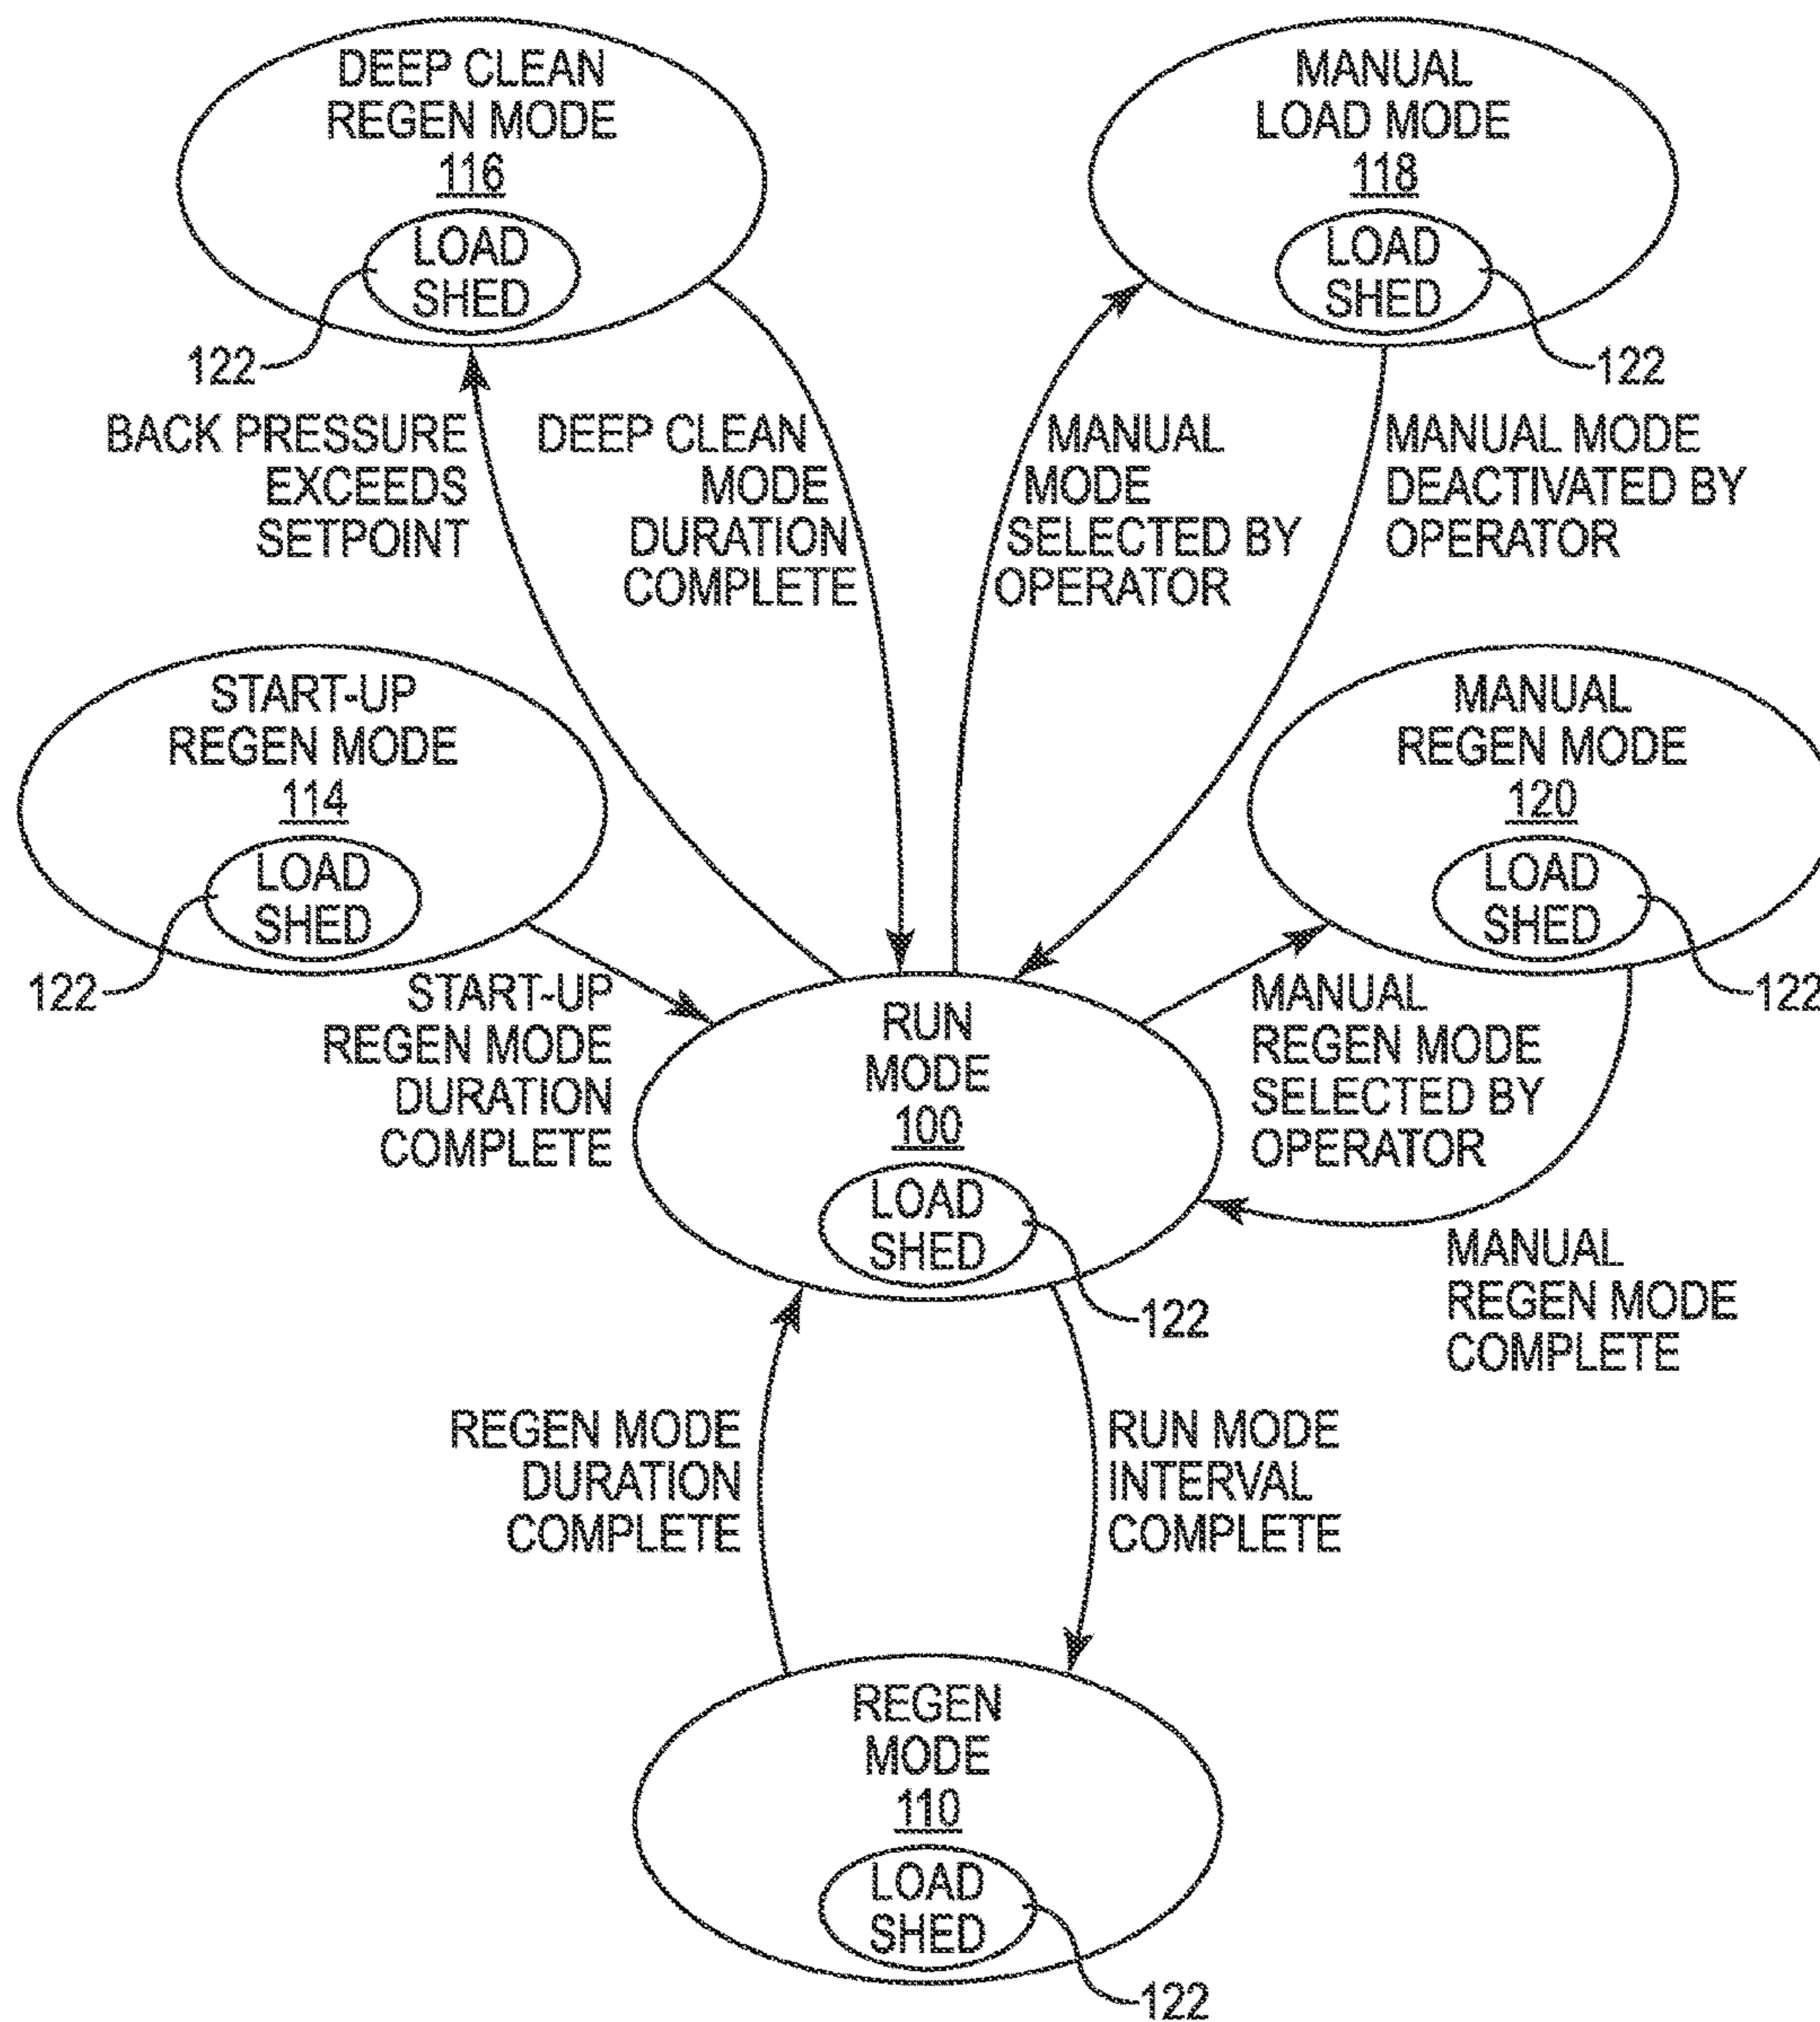 DEEP CLEAN
REGEN MODE
116
LOAD
SHED
122
MANUAL
LOAD MODE
118
LOAD
SHED
122
BACK PRESSURE
EXCEEDS
SETPOINT
DEEP CLEAN
MODE
DURATION
COMPLETE
MANUAL
MODE
SELECTED BY
OPERATOR
MANUAL MODE
DEACTIVATED BY
OPERATOR
START-UP
REGEN MODE
114
LOAD
SHED
122
MANUAL
REGEN MODE
120
LOAD
SHED
122
START-UP
REGEN MODE
DURATION
COMPLETE
RUN
MODE
100
LOAD
SHED
122
MANUAL
REGEN MODE
SELECTED BY
OPERATOR
MANUAL
REGEN MODE
COMPLETE
REGEN MODE
DURATION
COMPLETE
RUN MODE
INTERVAL
COMPLETE
REGEN
MODE
110
LOAD
SHED
122